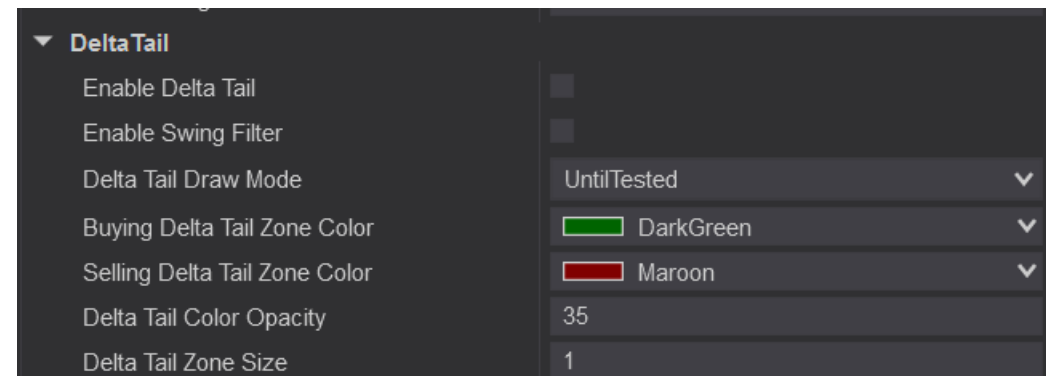 DeltaTail
Enable Delta Tail
Enable Swing Filter
Delta Tail Draw Mode UntilTested
Buying Delta Tail Zone Color DarkGreen
Selling Delta Tail Zone Color Maroon
Delta Tail Color Opacity 35
Delta Tail Zone Size 1